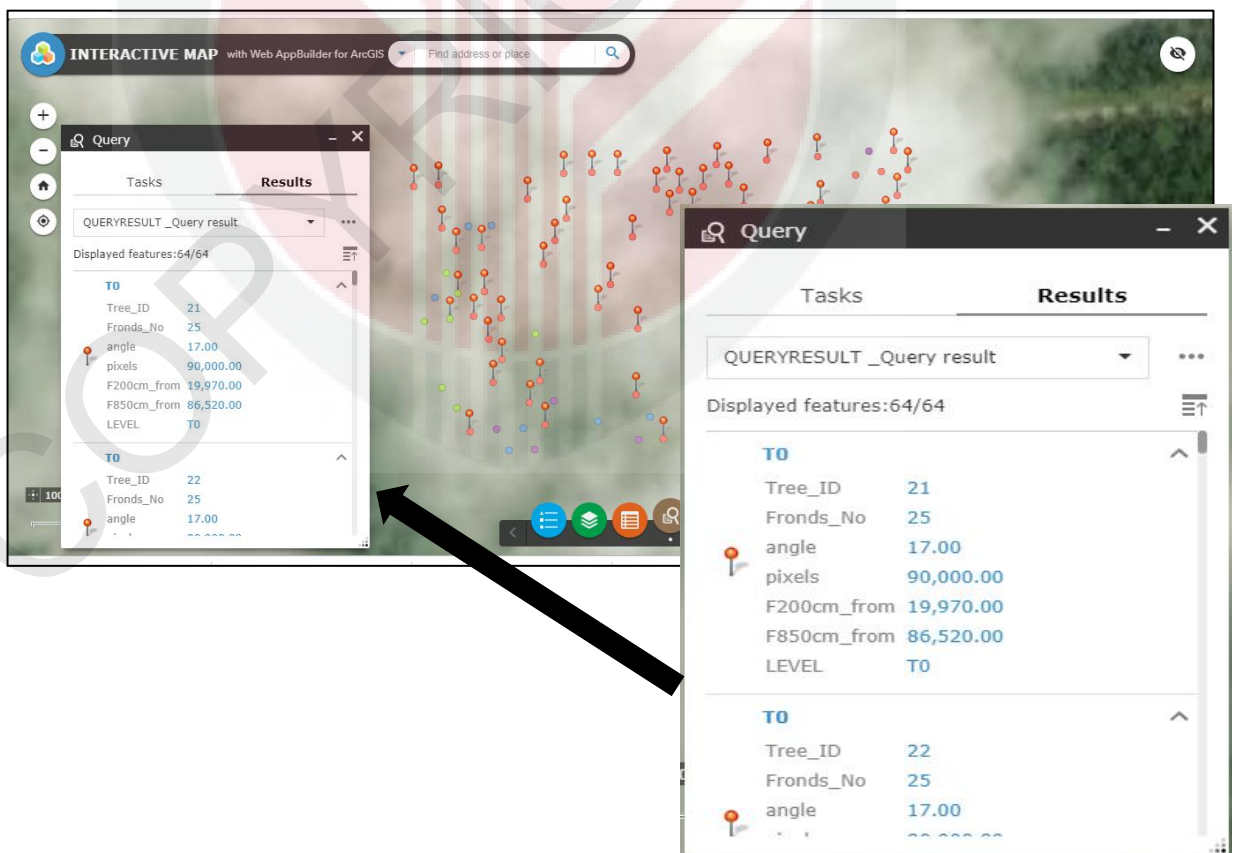 INTERACTIVE MAP with Web AppBuilder for ArcGIS Find address or place
Query
Tasks Results
QUERYRESULT _Query result
Displayed features:64/64
T0
Tree_ID 21
Fronds_No 25
angle 17.00
pixels 90,000.00
F200cm_from 19,970.00
F850cm_from 86,520.00
LEVEL T0
T0
Tree_ID 22
Fronds_No 25
angle 17.00
100
Query
Tasks Results
QUERYRESULT _Query result
Displayed features:64/64
T0
Tree_ID 21
Fronds_No 25
angle 17.00
pixels 90,000.00
F200cm_from 19,970.00
F850cm_from 86,520.00
LEVEL T0
T0
Tree_ID 22
Fronds_No 25
angle 17.00